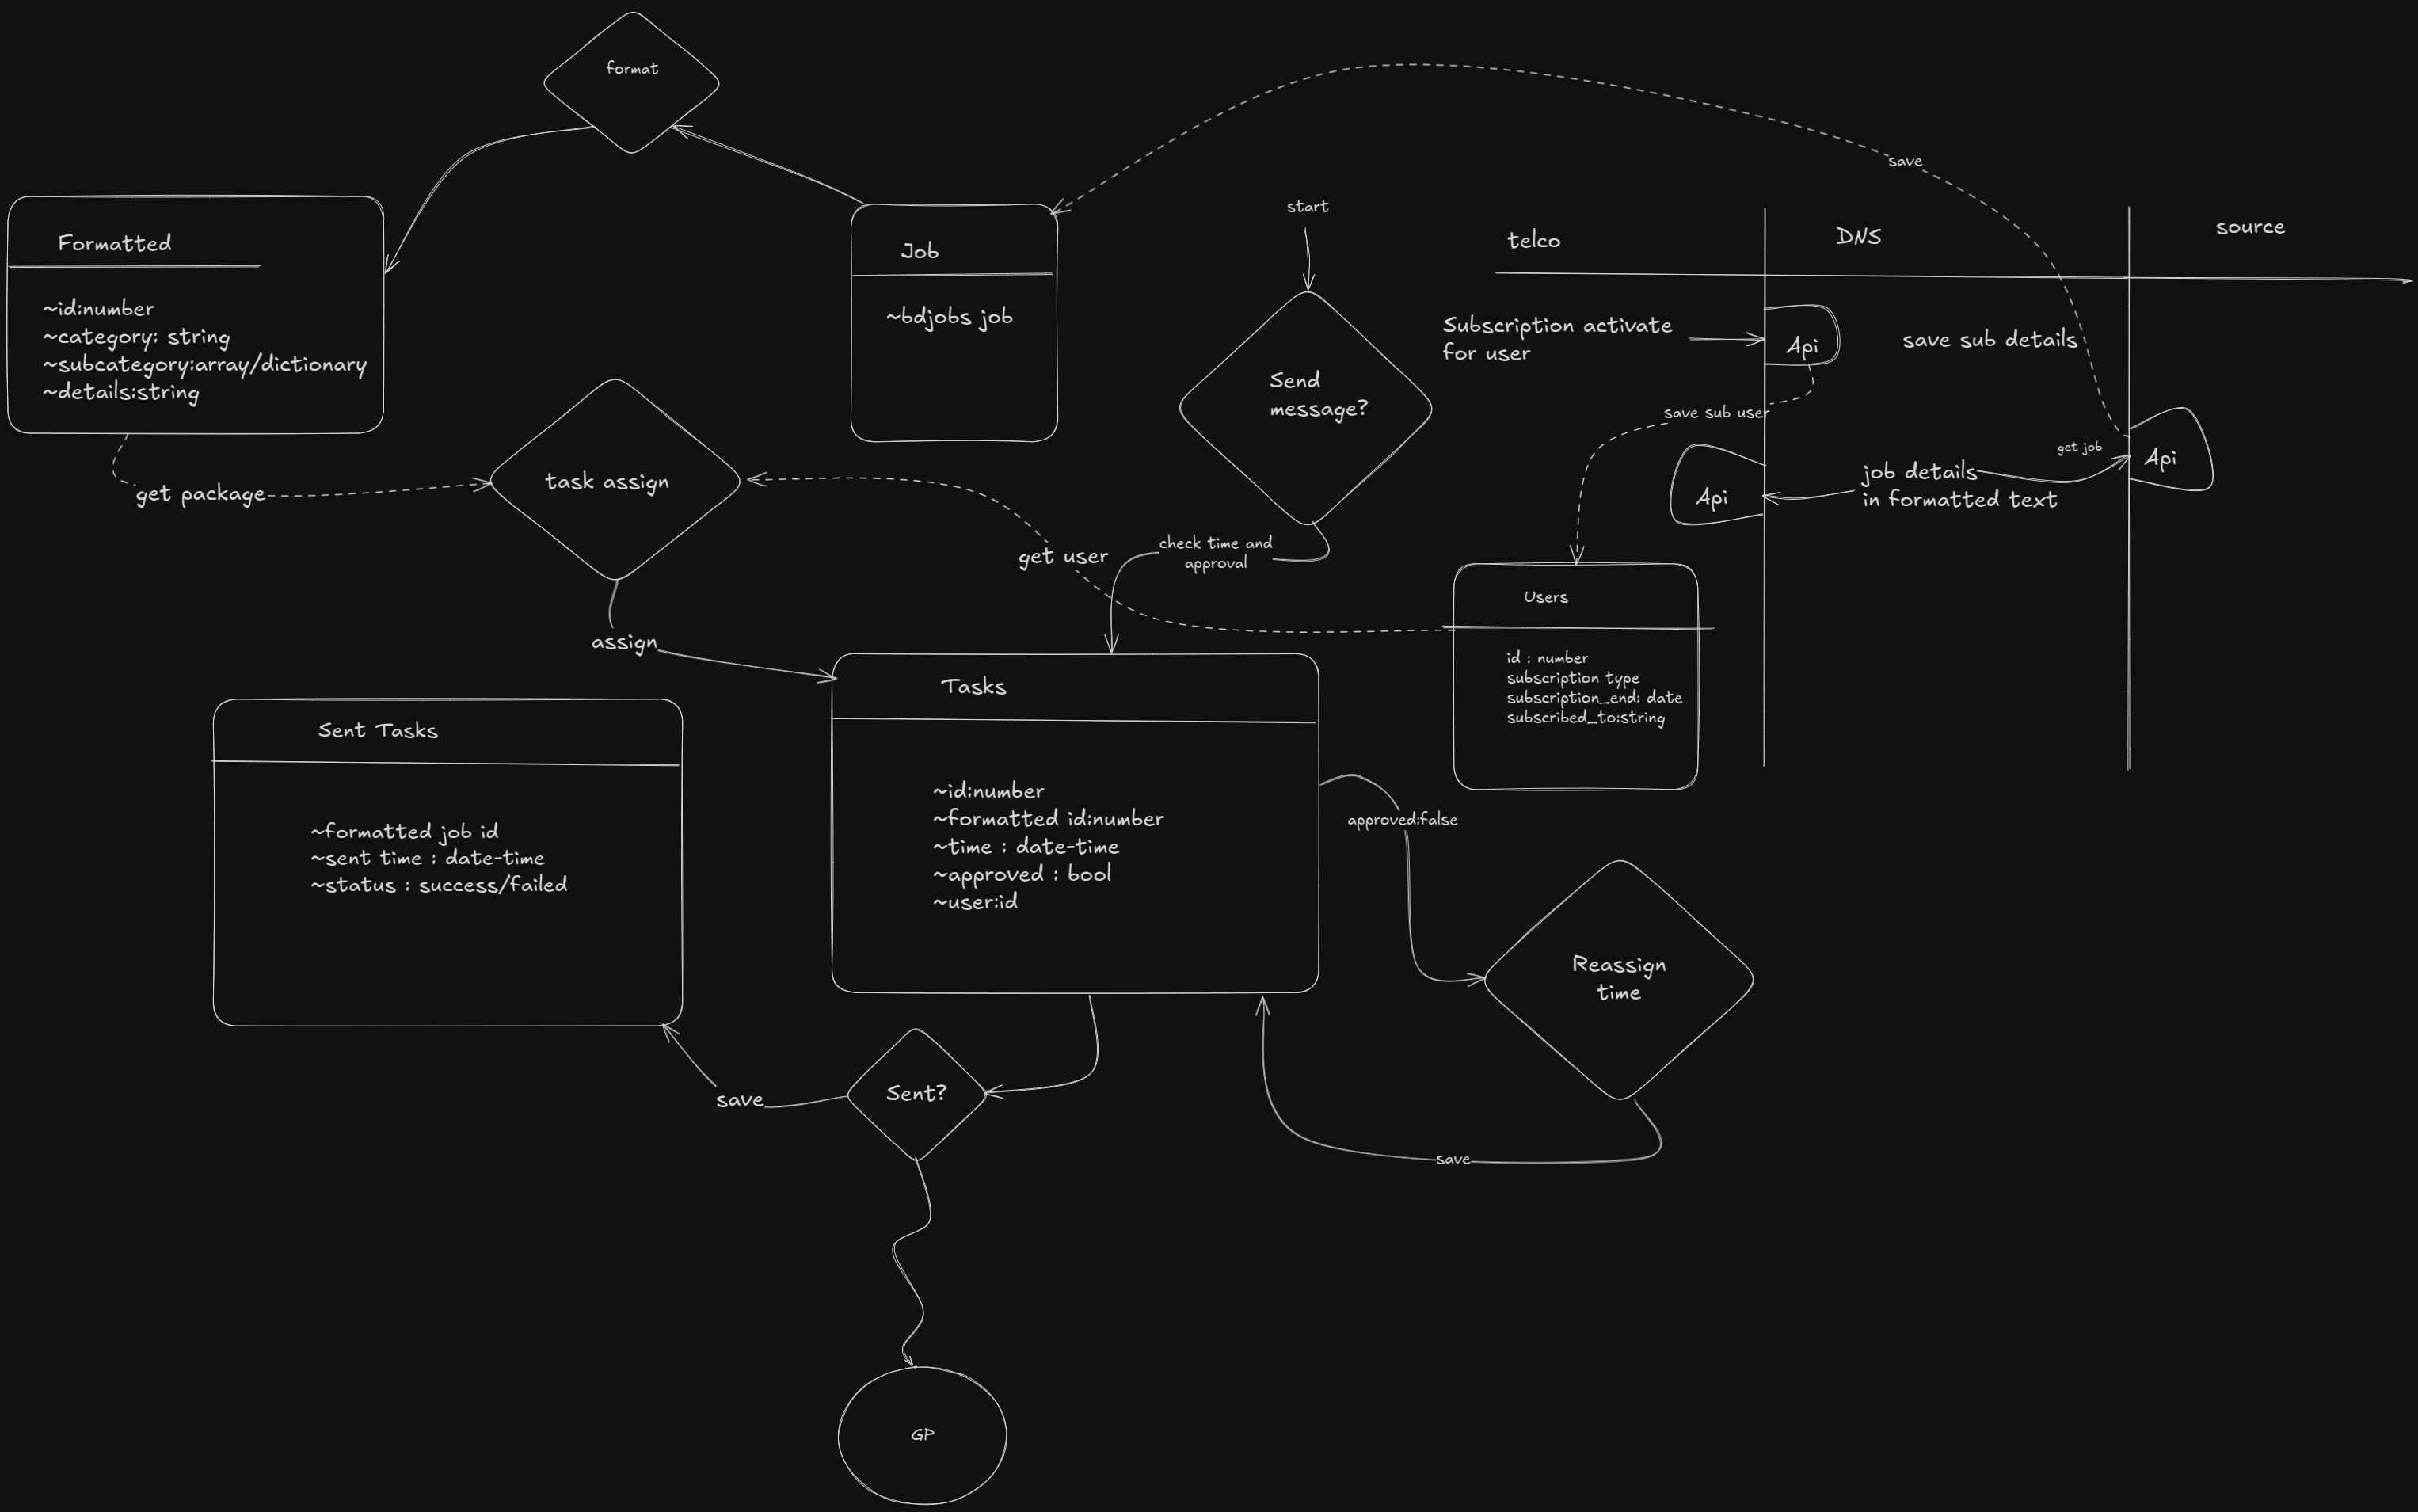 format
save
start
telco
DNS
source
Formatted
~id:number
~category: string
~subcategory:array/dictionary
~details:string
Job
~bdjobs job
Send
message?
Subscription activate
for user
Api
save sub details
save sub user
get job
Api
job details
in formatted text
Api
get package
task assign
get user
check time and
approval
Users
id : number
subscription type
subscription_end: date
subscribed_to:string
assign
Tasks
~id:number
~formatted id:number
~time : date-time
~approved : bool
~user:id
Sent Tasks
~formatted job id
~sent time : date-time
~status : success/failed
approved:false
Reassign
time
Sent?
save
save
GP